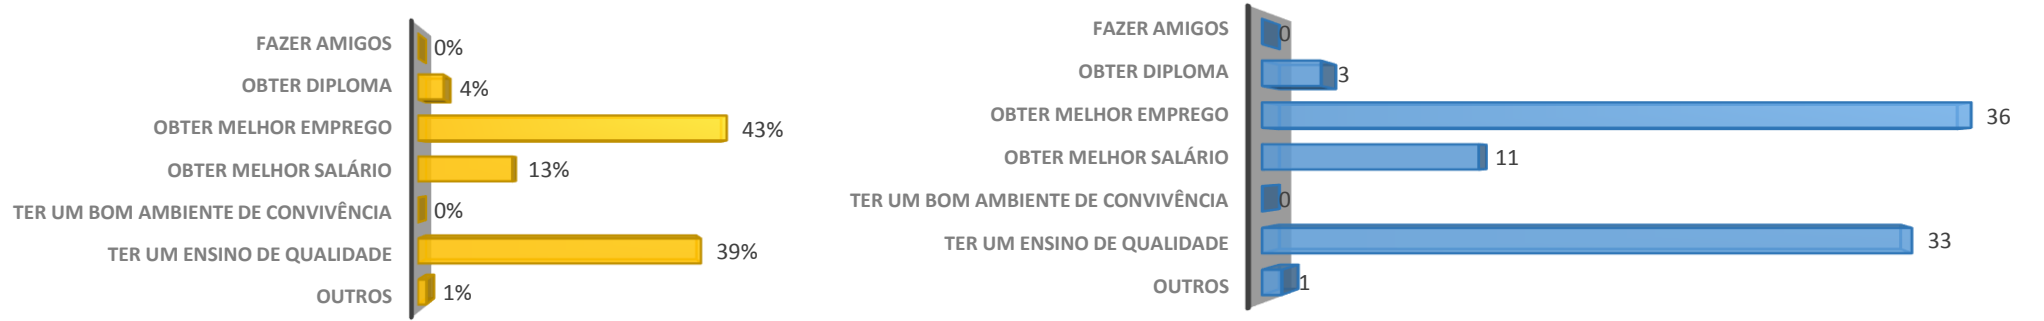 FAZER AMIGOS 0%
OBTER DIPLOMA 4%
OBTER MELHOR EMPREGO 43%
OBTER MELHOR SALÁRIO 13%
TER UM BOM AMBIENTE DE CONVIVÊNCIA 0%
TER UM ENSINO DE QUALIDADE 39%
OUTROS 1%
FAZER AMIGOS 0
OBTER DIPLOMA 3
OBTER MELHOR EMPREGO 36
OBTER MELHOR SALÁRIO 11
TER UM BOM AMBIENTE DE CONVIVÊNCIA 0
TER UM ENSINO DE QUALIDADE 33
OUTROS 1